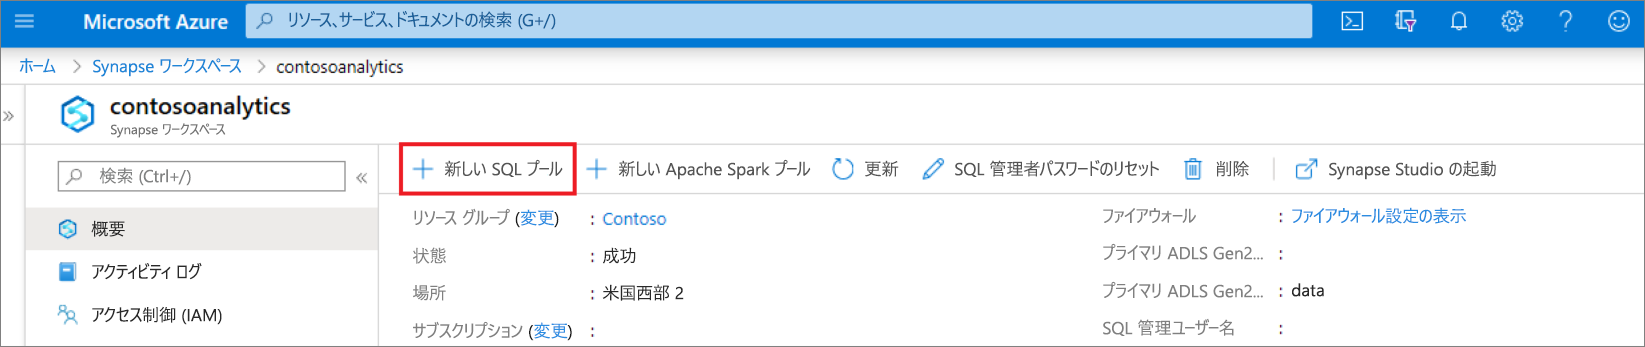 Microsoft Azure
リソース、サービス、ドキュメントの検索 (G+/)
ホーム > Synapse ワークスペース > contosoanalytics
»
contosoanalytics
Synapse ワークスペース
検索 (Ctrl+/)
«
概要
アクティビティ ログ
アクセス制御 (IAM)
+ 新しい SQL プール + 新しい Apache Spark プール 更新 SQL 管理者パスワードのリセット 削除 Synapse Studio の起動
リソース グループ (変更) : Contoso
状態 : 成功
場所 : 米国西部 2
サブスクリプション (変更) :
ファイアウォール : ファイアウォール設定の表示
プライマリ ADLS Gen2... :
プライマリ ADLS Gen2... : data
SQL 管理ユーザー名 :